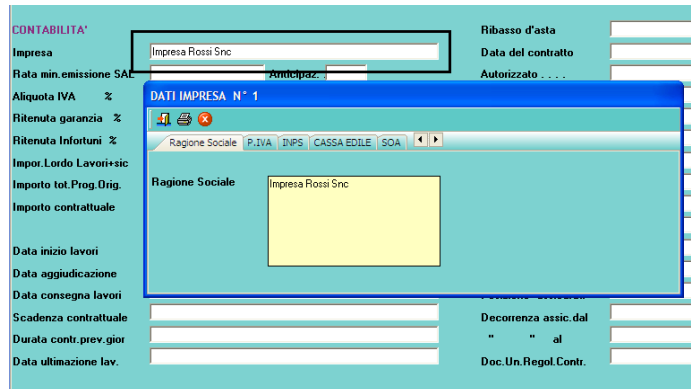 CONTABILITA'
Ribasso d'asta
Impresa
Impresa Rossi Snc
Data del contratto
Rata min.emissione SAL
Anticipaz. :
Autorizzato . . . .
Aliquota IVA %
DATI IMPRESA N° 1
Ritenuta garanzia %
Ritenuta Infortuni %
Ragione Sociale
P.IVA
INPS
CASSA EDILE
SOA
Impor.Lordo Lavori+sic
Importo tot.Prog.Orig.
Ragione Sociale
Impresa Rossi Snc
Importo contrattuale
Data inizio lavori
Data aggiudicazione
Data consegna lavori
Scadenza contrattuale
Decorrenza assic.dal
Durata contr.prev.gior
" " al
Data ultimazione lav.
Doc.Un.Regol.Contr.